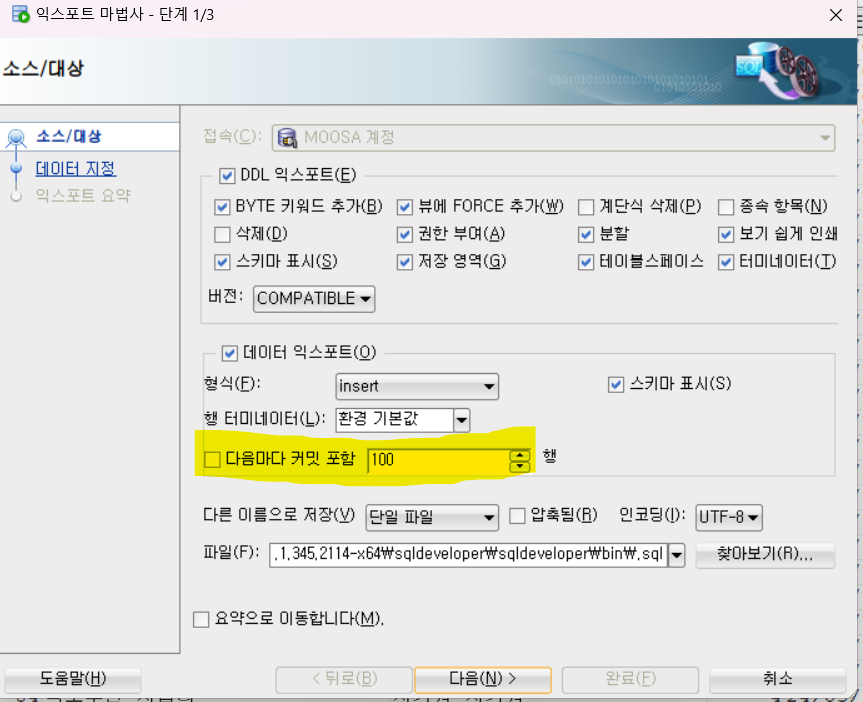 익스포트 마법사 - 단계 1/3
소스/대상
소스/대상
데이터 지정
익스포트 요약
접속(C): MOOSA 계정
DDL 익스포트(E)
BYTE 키워드 추가(B) 뷰에 FORCE 추가(W) 계단식 삭제(P) 종속 항목(N)
삭제(D) 권한 부여(A) 분할 보기 쉽게 인쇄
스키마 표시(S) 저장 영역(G) 테이블스페이스 터미네이터(T)
버전: COMPATIBLE
데이터 익스포트(O)
형식(F): insert 스키마 표시(S)
행 터미네이터(L): 환경 기본값
다음마다 커밋 포함 100 행
다른 이름으로 저장(V) 단일 파일 압축됨(R) 인코딩(I): UTF-8
파일(F): .1.345.2114-x64₩sqldeveloper₩sqldeveloper₩bin₩.sql 찾아보기(R)...
요약으로 이동합니다(M).
도움말(H) < 뒤로(B) 다음(N) > 완료(F) 취소